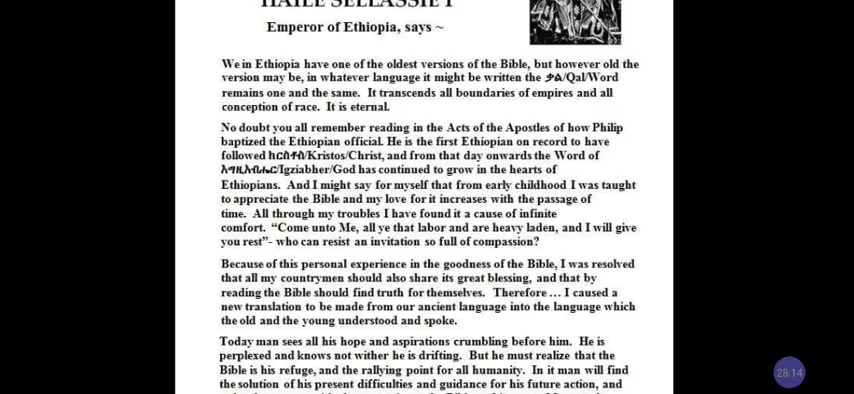 HAILE SELLASSIE I
Emperor of Ethiopia, says ~
We in Ethiopia have one of the oldest versions of the Bible, but however old the
version may be, in whatever language it might be written the ቃል/Qal/Word
remains one and the same. It transcends all boundaries of empires and all
conception of race. It is eternal.
No doubt you all remember reading in the Acts of the Apostles of how Philip
baptized the Ethiopian official. He is the first Ethiopian on record to have
followed ክርስቶስ/Kristos/Christ, and from that day onwards the Word of
እግዚአብሔር/Igziabher/God has continued to grow in the hearts of
Ethiopians. And I might say for myself that from early childhood I was taught
to appreciate the Bible and my love for it increases with the passage of
time. All through my troubles I have found it a cause of infinite
comfort. “Come unto Me, all ye that labor and are heavy laden, and I will give
you rest”- who can resist an invitation so full of compassion?
Because of this personal experience in the goodness of the Bible, I was resolved
that all my countrymen should also share its great blessing, and that by
reading the Bible should find truth for themselves. Therefore … I caused a
new translation to be made from our ancient language into the language which
the old and the young understood and spoke.
Today man sees all his hope and aspirations crumbling before him. He is
perplexed and knows not wither he is drifting. But he must realize that the
Bible is his refuge, and the rallying point for all humanity. In it man will find
the solution of his present difficulties and guidance for his future action, and
28:14